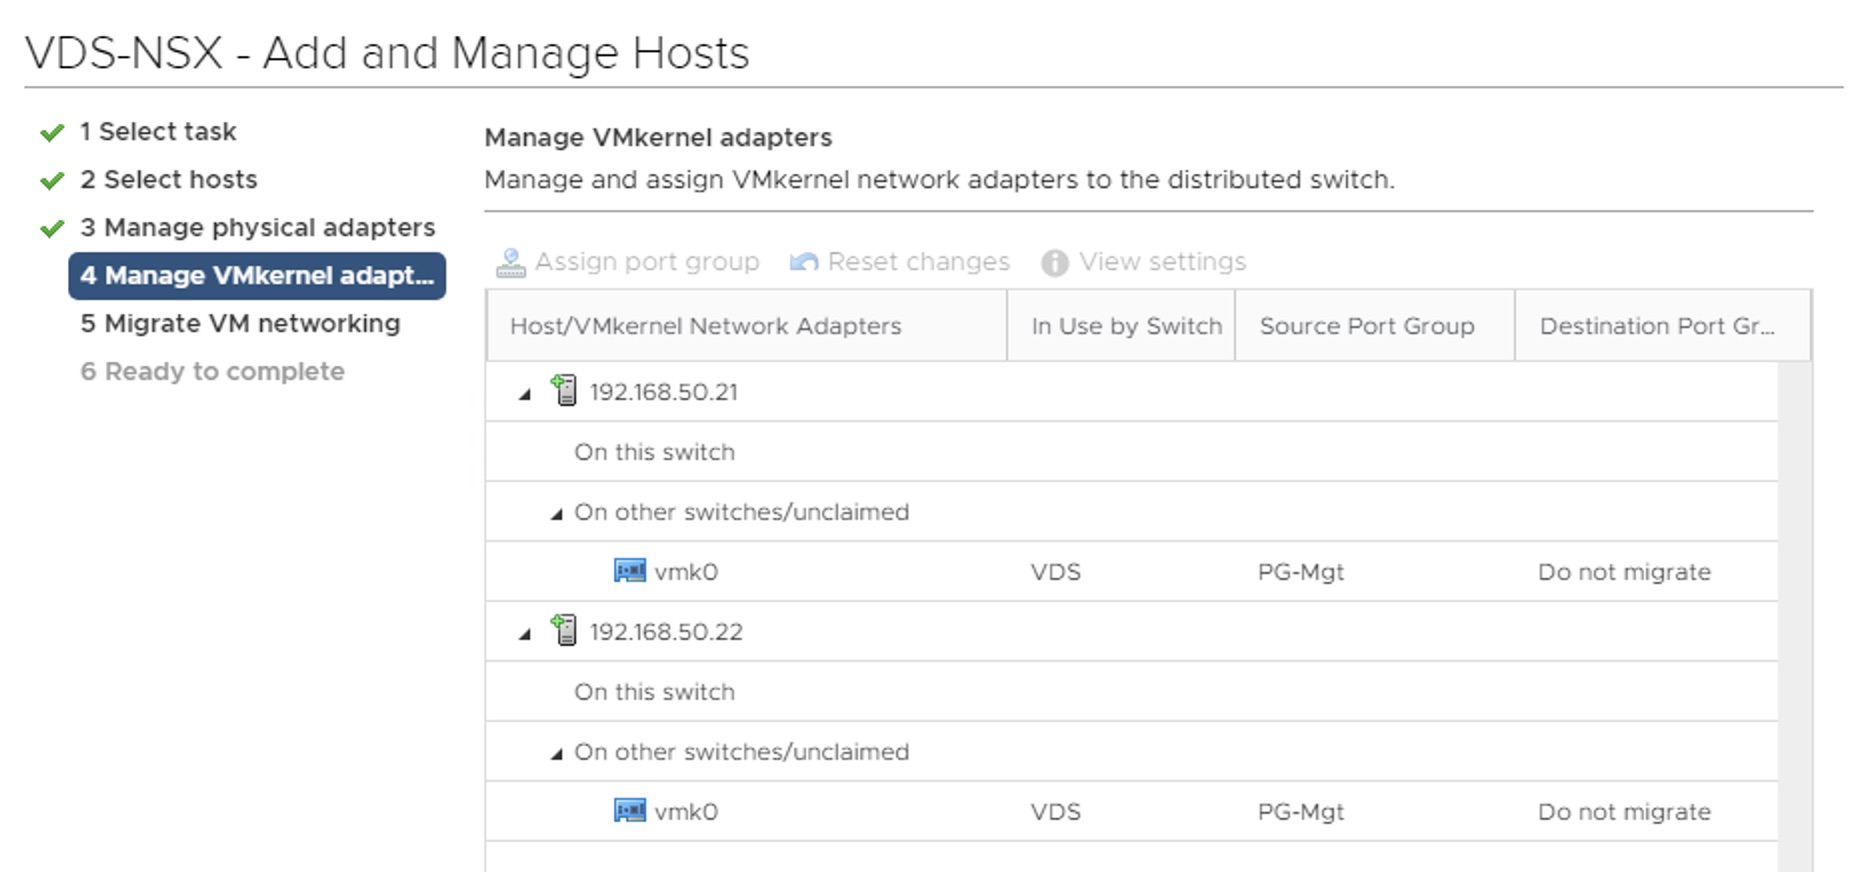 VDS-NSX - Add and Manage Hosts
1 Select task
2 Select hosts
3 Manage physical adapters
4 Manage VMkernel adapt...
5 Migrate VM networking
6 Ready to complete
Manage VMkernel adapters
Manage and assign VMkernel network adapters to the distributed switch.
Assign port group Reset changes View settings
Host/VMkernel Network Adapters In Use by Switch Source Port Group Destination Port Gr...
192.168.50.21
On this switch
On other switches/unclaimed
vmk0 VDS PG-Mgt Do not migrate
192.168.50.22
On this switch
On other switches/unclaimed
vmk0 VDS PG-Mgt Do not migrate